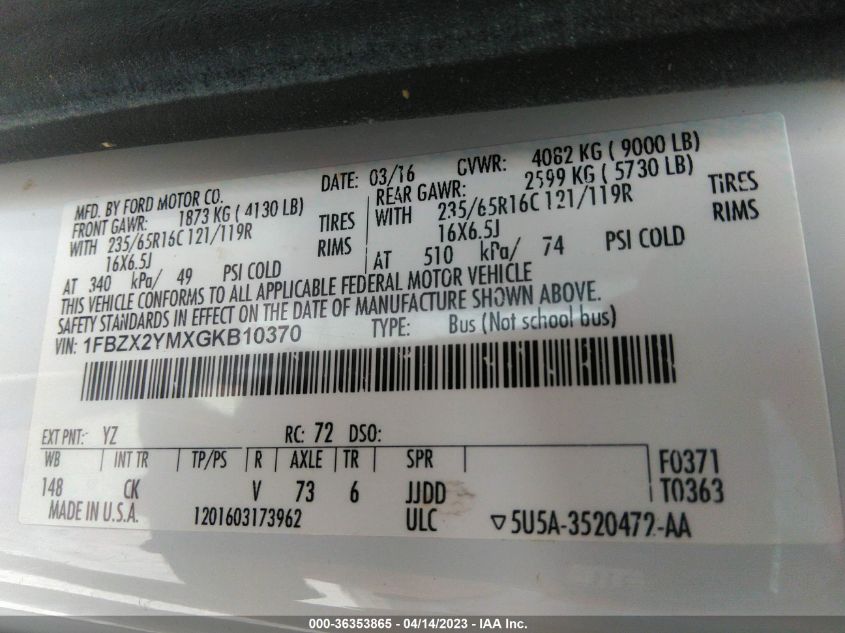 MFD. BY FORD MOTOR CO. DATE: 03/16 GVWR: 4082 KG ( 9000 LB)
FRONT GAWR: 1873 KG ( 4130 LB) REAR GAWR: 2599 KG ( 5730 LB)
WITH 235/65R16C 121/119R TIRES WITH 235/65R16C 121/119R TIRES
16X6.5J RIMS 16X6.5J RIMS
AT 340 kPa/ 49 PSI COLD AT 510 kPa/ 74 PSI COLD
THIS VEHICLE CONFORMS TO ALL APPLICABLE FEDERAL MOTOR VEHICLE
SAFETY STANDARDS IN EFFECT ON THE DATE OF MANUFACTURE SHOWN ABOVE.
VIN: 1FBZX2YMXGKB10370 TYPE: Bus (Not school bus)
EXT PNT: YZ RC: 72 DSO:
WB INT TR TP/PS R AXLE TR SPR F0371
148 CK V 73 6 JJDD T0363
MADE IN U.S.A. 1201603173962 ULC ▽5U5A-3520472-AA
000-36353865 - 04/14/2023 - IAA Inc.